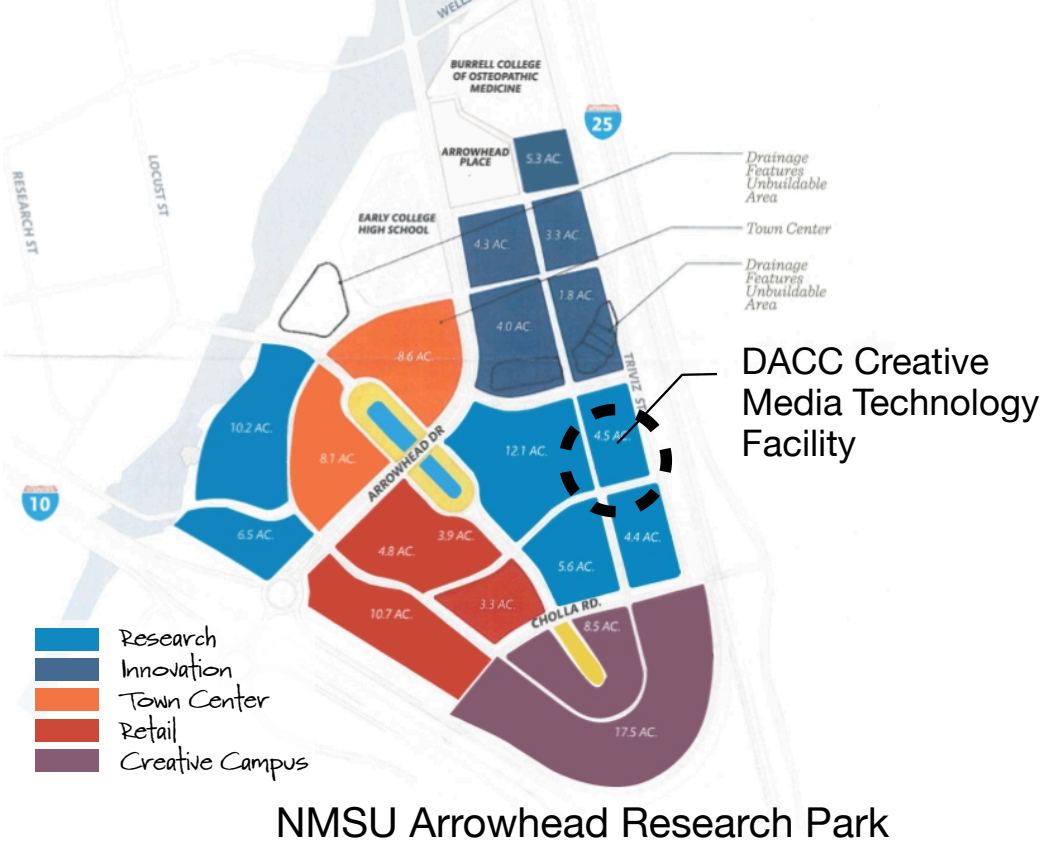 WELLS
BURRELL COLLEGE
OF OSTEOPATHIC
MEDICINE
25
ARROWHEAD
PLACE
5.3 AC.
Drainage
Features
Unbuildable
Area
LOCUST ST
RESEARCH ST
EARLY COLLEGE
HIGH SCHOOL
4.3 AC.
3.3 AC.
Town Center
Drainage
Features
Unbuildable
Area
1.8 AC.
4.0 AC.
8.6 AC.
TRIVIZ ST
DACC Creative
Media Technology
Facility
10.2 AC.
8.1 AC.
ARROWHEAD DR
12.1 AC.
4.5 AC.
10
6.5 AC.
4.8 AC.
3.9 AC.
4.4 AC.
5.6 AC.
10.7 AC.
3.3 AC.
CHOLLA RD.
8.5 AC.
17.5 AC.
Research
Innovation
Town Center
Retail
Creative Campus
NMSU Arrowhead Research Park